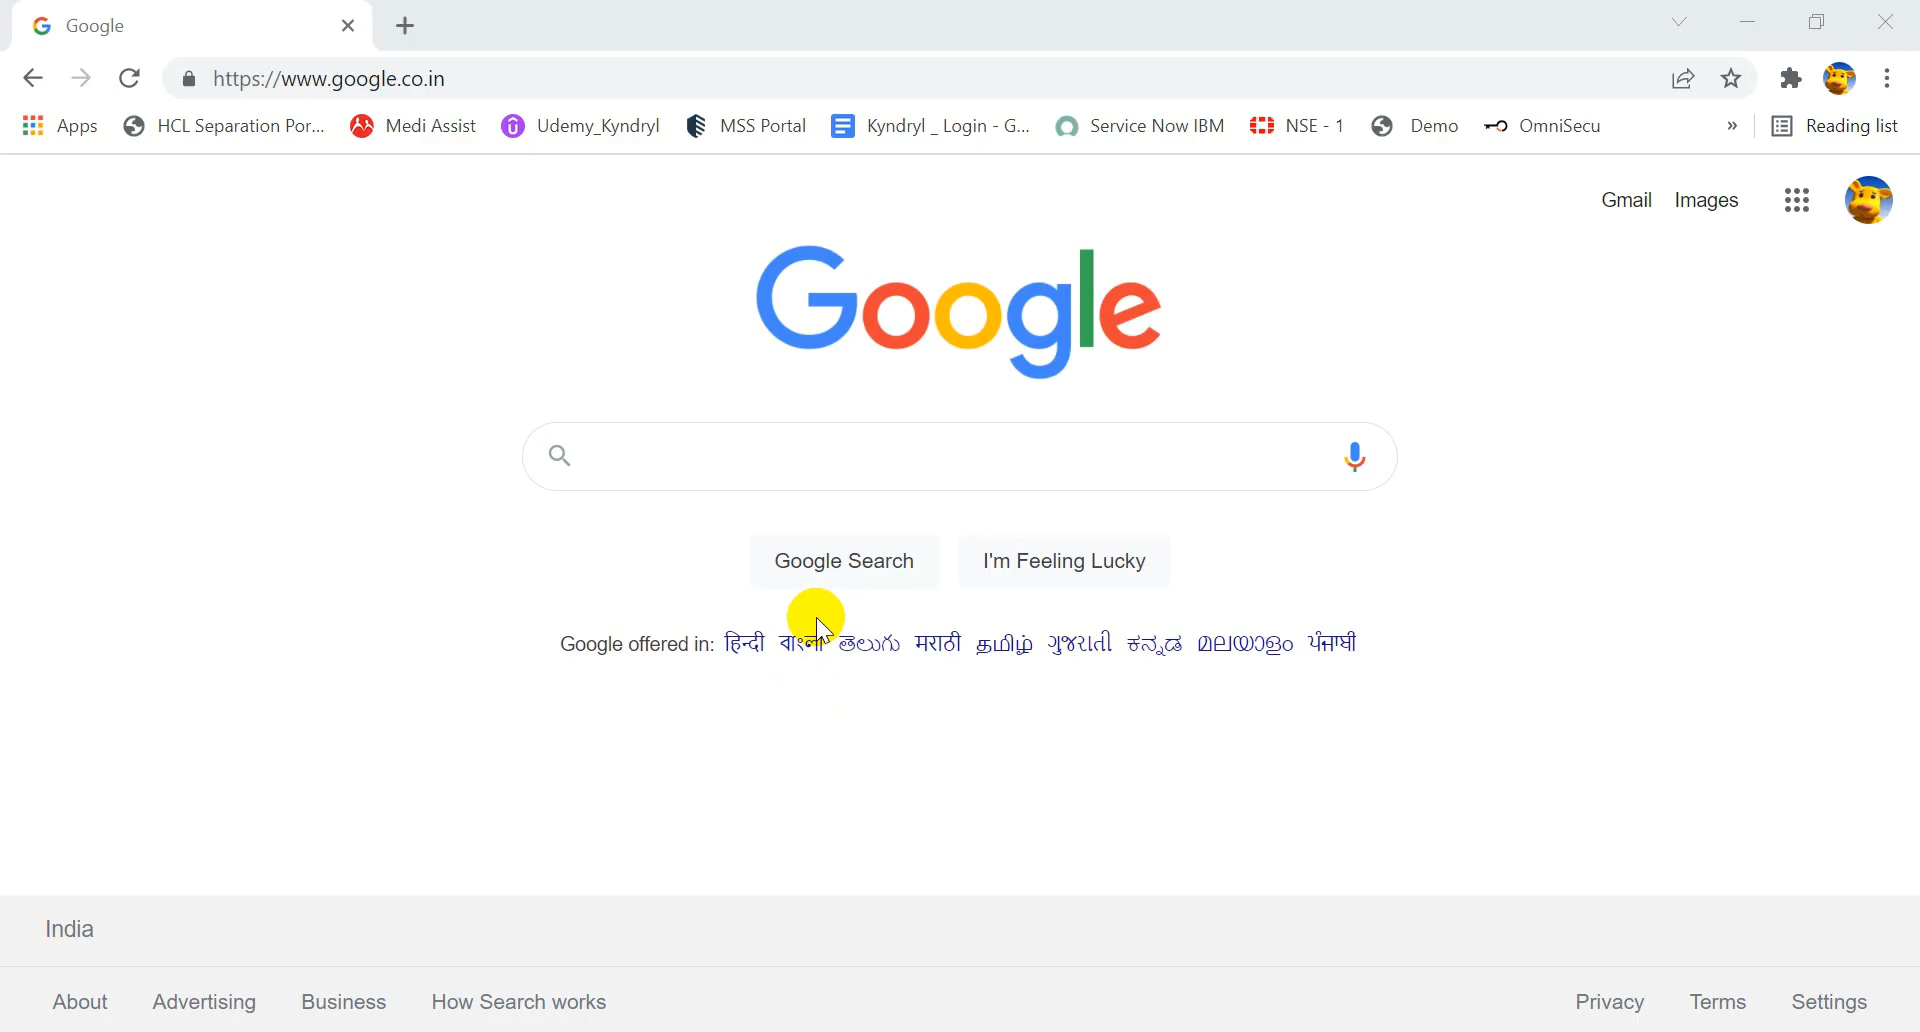 Google
https://www.google.co.in
Apps HCL Separation Por... Medi Assist Udemy_Kyndryl MSS Portal Kyndryl _ Login - G... Service Now IBM NSE - 1 Demo OmniSecu » Reading list
Gmail Images
Google
Google Search I'm Feeling Lucky
Google offered in: हिन्दी বাংলা తెలుగు मराठी தமிழ் ગુજરાતી ಕನ್ನಡ മലയാളം ਪੰਜਾਬੀ
India
About Advertising Business How Search works Privacy Terms Settings